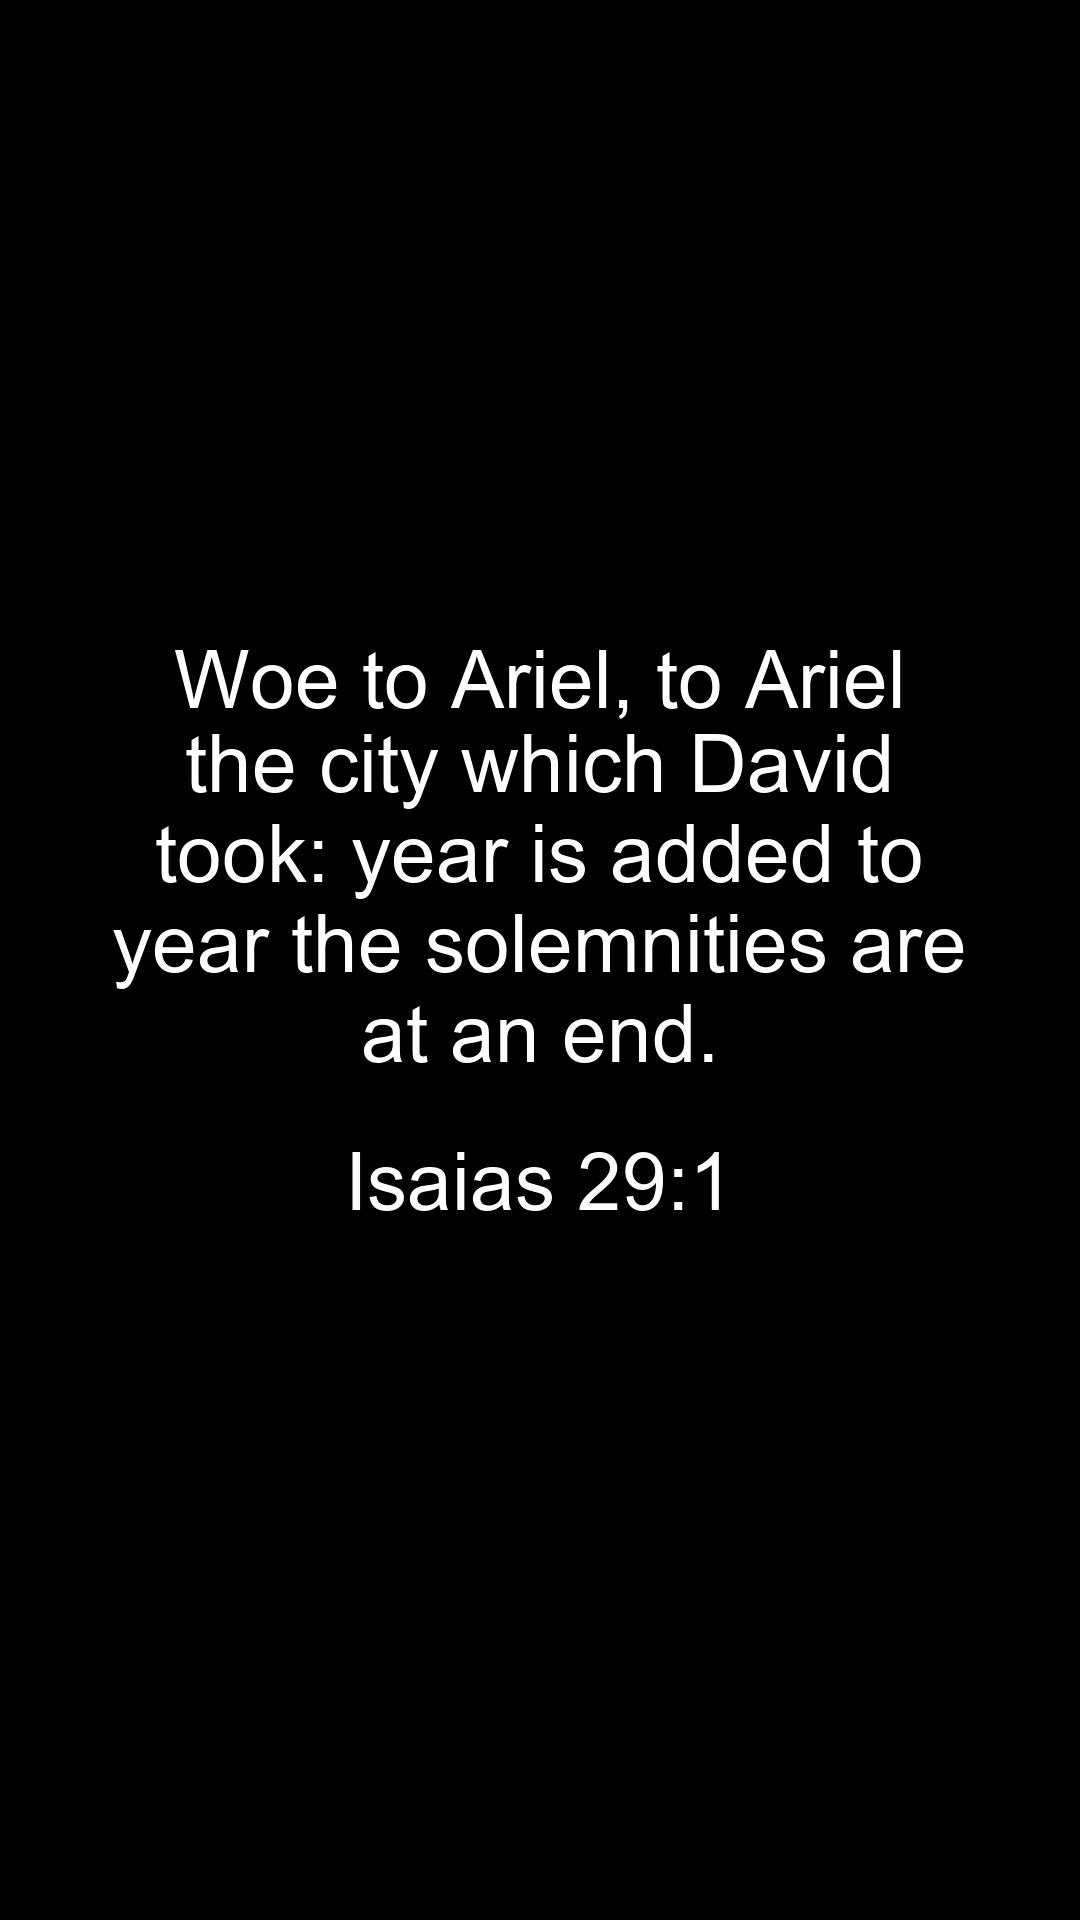 Woe to Ariel, to Ariel
the city which David
took: year is added to
year the solemnities are
at an end.
Isaias 29:1